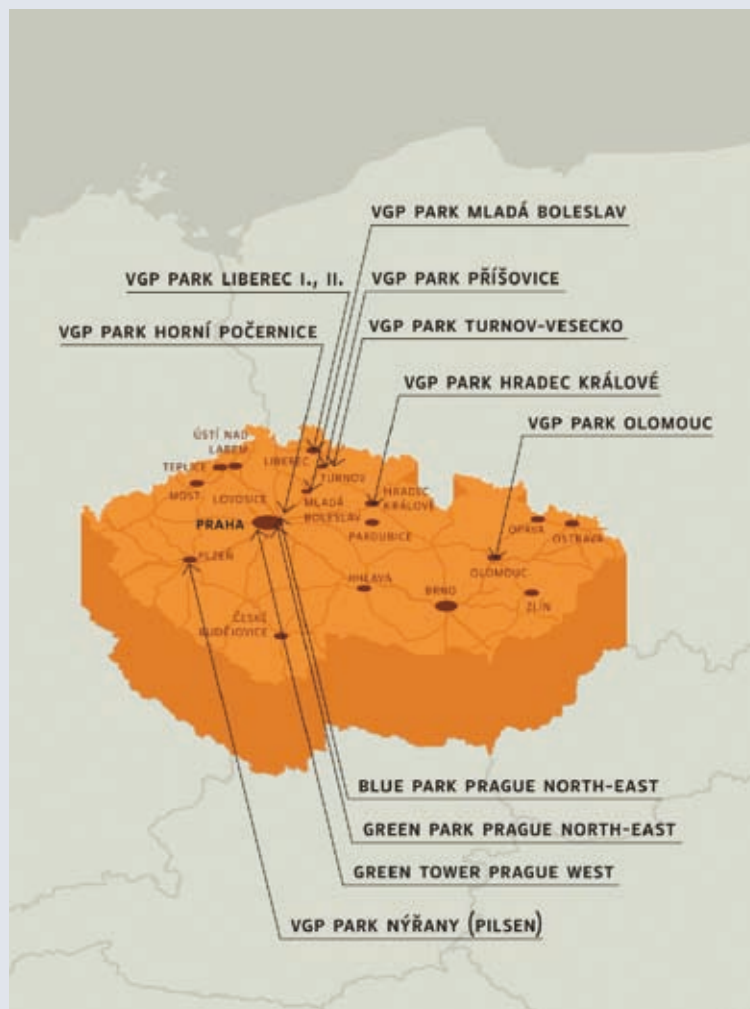 VGP PARK MLADÁ BOLESLAV
VGP PARK LIBEREC I., II.
VGP PARK PŘÍŠOVICE
VGP PARK HORNÍ POČERNICE
VGP PARK TURNOV-VESECKO
VGP PARK HRADEC KRÁLOVÉ
VGP PARK OLOMOUC
ÚSTÍ NAD
LABEM
TEPLICE
LIBEREC
TURNOV
MOST
LOVOSICE
MLADÁ
BOLESLAV
HRADEC
KRÁLOVÉ
PRAHA
PARDUBICE
OPAVA
OSTRAVA
PLZEŇ
OLOMOUC
JIHLAVA
BRNO
ZLÍN
ČESKÉ
BUDĚJOVICE
BLUE PARK PRAGUE NORTH-EAST
GREEN PARK PRAGUE NORTH-EAST
GREEN TOWER PRAGUE WEST
VGP PARK NÝŘANY (PILSEN)